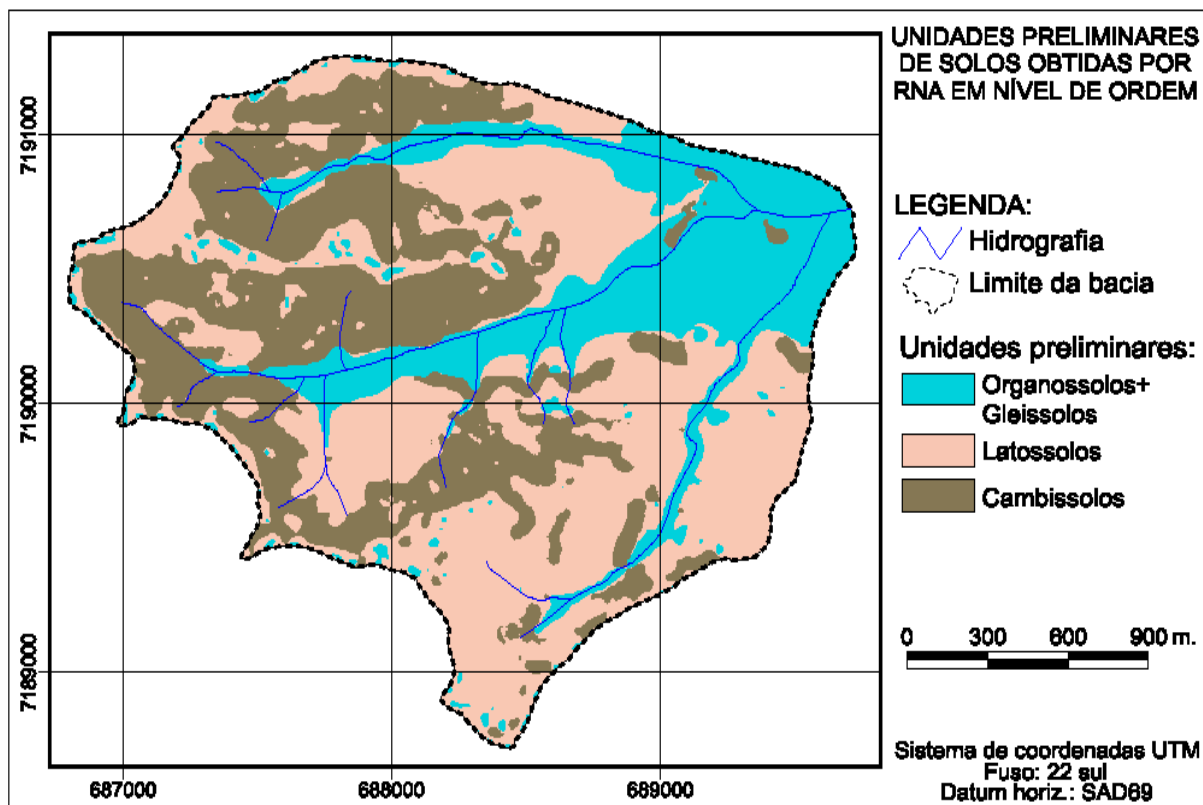 UNIDADES PRELIMINARES
DE SOLOS OBTIDAS POR
RNA EM NÍVEL DE ORDEM
LEGENDA:
Hidrografia
Limite da bacia
Unidades preliminares:
Organossolos+
Gleissolos
Latossolos
Cambissolos
0 300 600 900 m.
Sistema de coordenadas UTM
Fuso: 22 sul
Datum horiz.: SAD69
7191000
7190000
7189000
687000 688000 689000